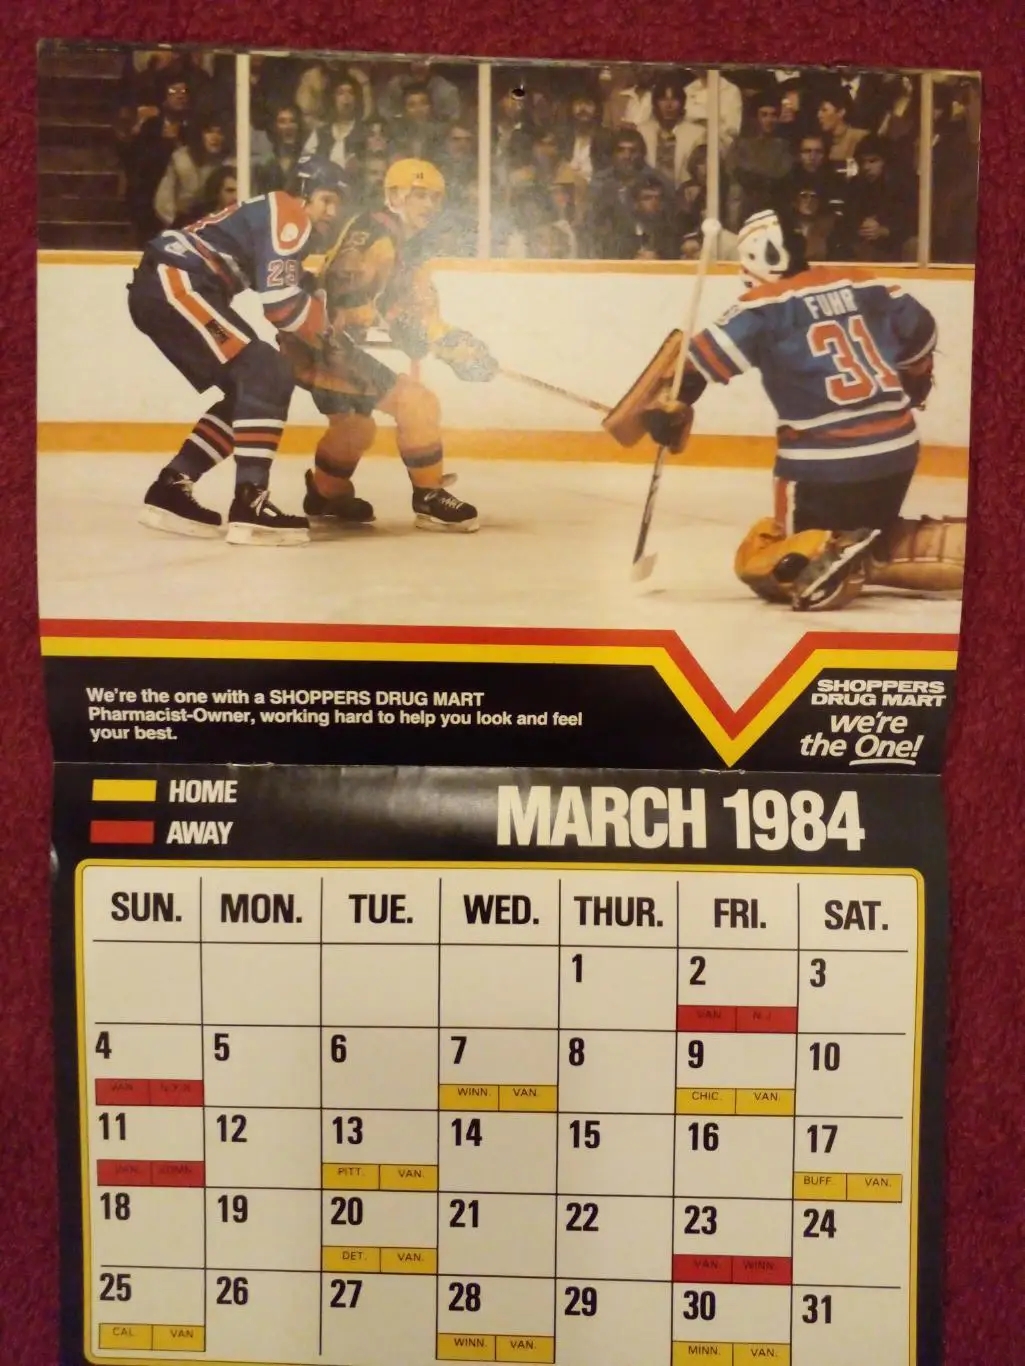 FUHR
31
29
We're the one with a SHOPPERS DRUG MART
Pharmacist-Owner, working hard to help you look and feel
your best.
SHOPPERS
DRUG MART
we're
the One!
HOME
AWAY
MARCH 1984
SUN. MON. TUE. WED. THUR. FRI. SAT.
1 2 3
VAN. N.J.
4 5 6 7 8 9 10
VAN. N.Y.R. WINN. VAN. CHIC. VAN.
11 12 13 14 15 16 17
VAN. EDMN. PITT. VAN. BUFF. VAN.
18 19 20 21 22 23 24
DET. VAN. VAN. WINN.
25 26 27 28 29 30 31
CAL. VAN WINN. VAN. MINN. VAN.